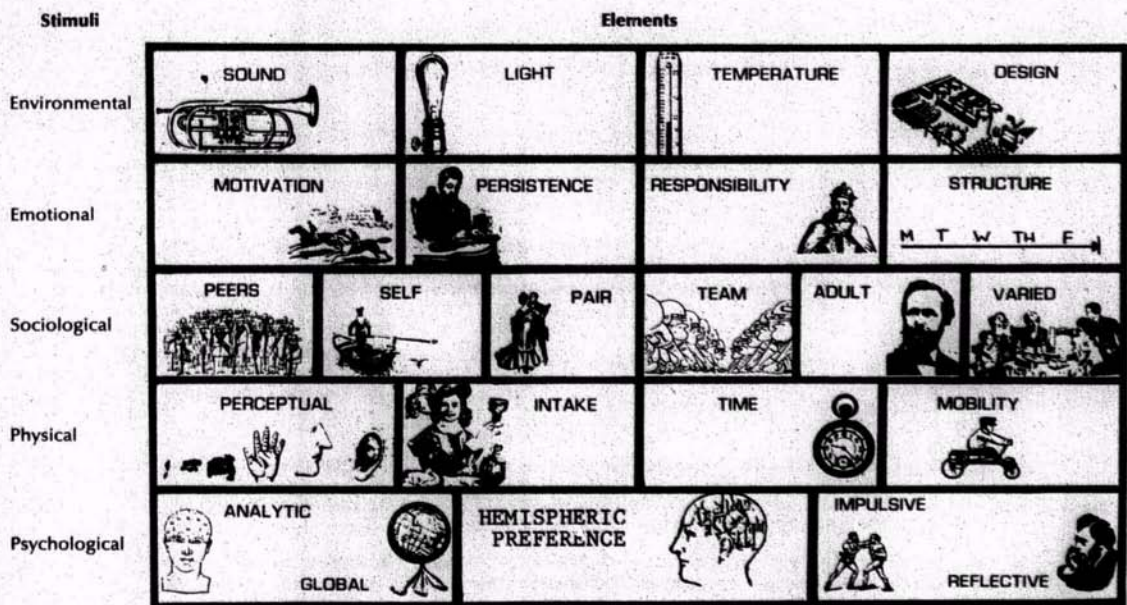 Stimuli Elements
Environmental SOUND LIGHT TEMPERATURE DESIGN
Emotional MOTIVATION PERSISTENCE RESPONSIBILITY STRUCTURE
M T W TH F
Sociological PEERS SELF PAIR TEAM ADULT VARIED
Physical PERCEPTUAL INTAKE TIME MOBILITY
Psychological ANALYTIC GLOBAL HEMISPHERIC
PREFERENCE IMPULSIVE REFLECTIVE